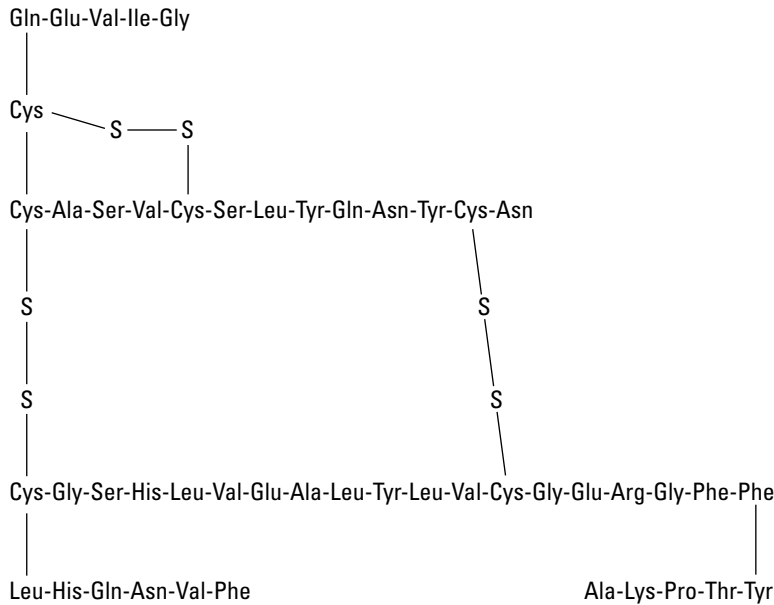 Gln-Glu-Val-Ile-Gly
Cys
S S
Cys-Ala-Ser-Val-Cys-Ser-Leu-Tyr-Gln-Asn-Tyr-Cys-Asn
S S
S S
Cys-Gly-Ser-His-Leu-Val-Glu-Ala-Leu-Tyr-Leu-Val-Cys-Gly-Glu-Arg-Gly-Phe-Phe
Leu-His-Gln-Asn-Val-Phe Ala-Lys-Pro-Thr-Tyr